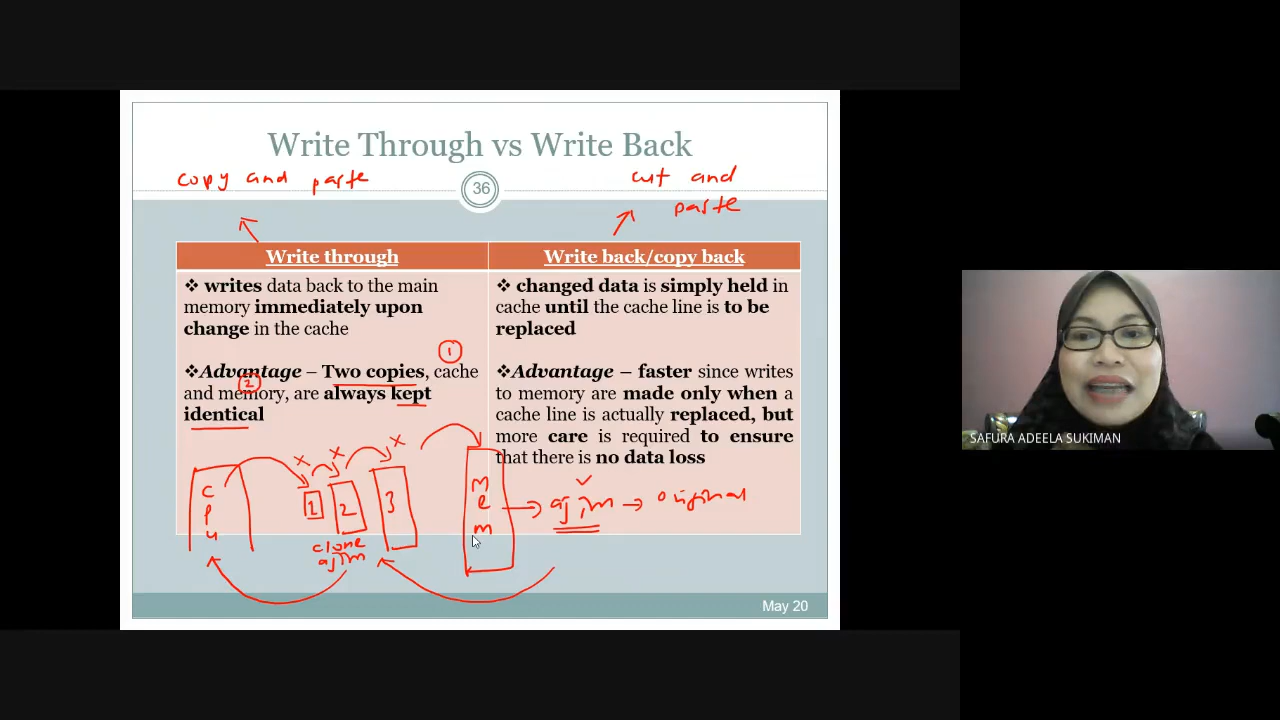 Write Through vs Write Back
copy and paste
cut and
paste
36
Write through
❖ writes data back to the main
memory immediately upon
change in the cache
1
❖Advantage – Two copies, cache
2
and memory, are always kept
identical
Write back/copy back
❖ changed data is simply held in
cache until the cache line is to be
replaced
❖Advantage – faster since writes
to memory are made only when a
cache line is actually replaced, but
more care is required to ensure
that there is no data loss
x x x
cpu
1 2 3
clone
ajim
mem
ajim → original
May 20
SAFURA ADEELA SUKIMAN